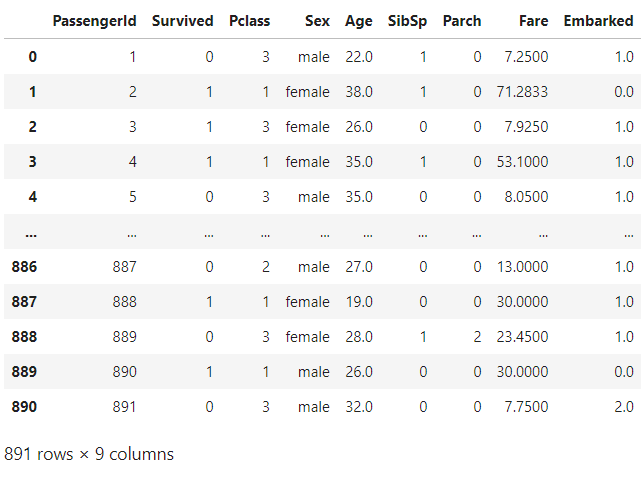 PassengerId Survived Pclass Sex Age SibSp Parch Fare Embarked
0 1 0 3 male 22.0 1 0 7.2500 1.0
1 2 1 1 female 38.0 1 0 71.2833 0.0
2 3 1 3 female 26.0 0 0 7.9250 1.0
3 4 1 1 female 35.0 1 0 53.1000 1.0
4 5 0 3 male 35.0 0 0 8.0500 1.0
... ... ... ... ... ... ... ... ... ...
886 887 0 2 male 27.0 0 0 13.0000 1.0
887 888 1 1 female 19.0 0 0 30.0000 1.0
888 889 0 3 female 28.0 1 2 23.4500 1.0
889 890 1 1 male 26.0 0 0 30.0000 0.0
890 891 0 3 male 32.0 0 0 7.7500 2.0
891 rows × 9 columns